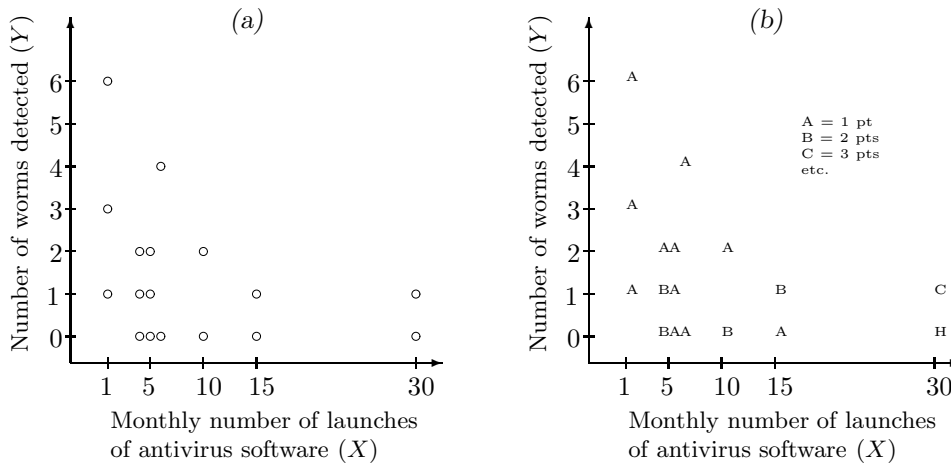 (a)
Number of worms detected (Y)
6
5
4
3
2
1
0
1 5 10 15 30
Monthly number of launches
of antivirus software (X)
(b)
Number of worms detected (Y)
6
5
4
3
2
1
0
A
A = 1 pt
B = 2 pts
C = 3 pts
etc.
A
A
AA A
A BA B C
BAA B A H
1 5 10 15 30
Monthly number of launches
of antivirus software (X)